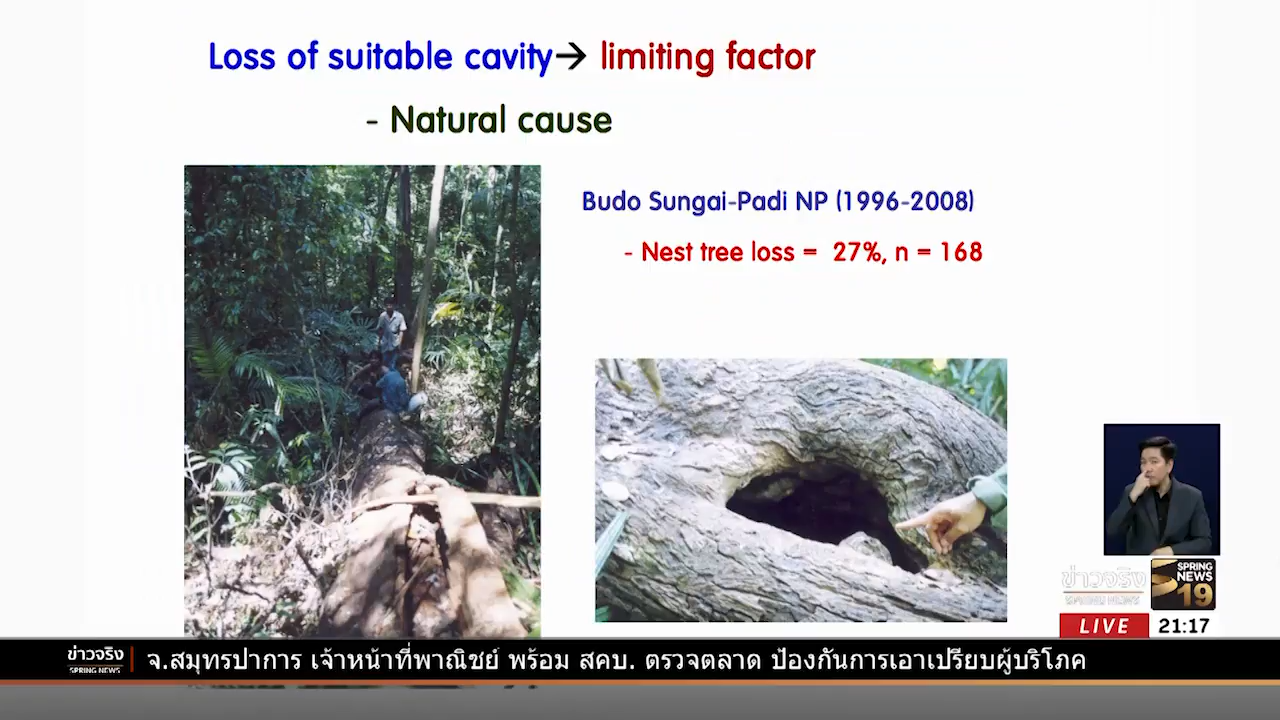 Loss of suitable cavity→ limiting factor
- Natural cause
Budo Sungai-Padi NP (1996-2008)
- Nest tree loss = 27%, n = 168
ข่าวจริง
SPRING NEWS
SPRING
NEWS
19
LIVE 21:17
ข่าวจริง
SPRING NEWS
จ.สมุทรปาการ เจ้าหน้าที่พาณิชย์ พร้อม สคบ. ตรวจตลาด ป้องกันการเอาเปรียบผู้บริโภค